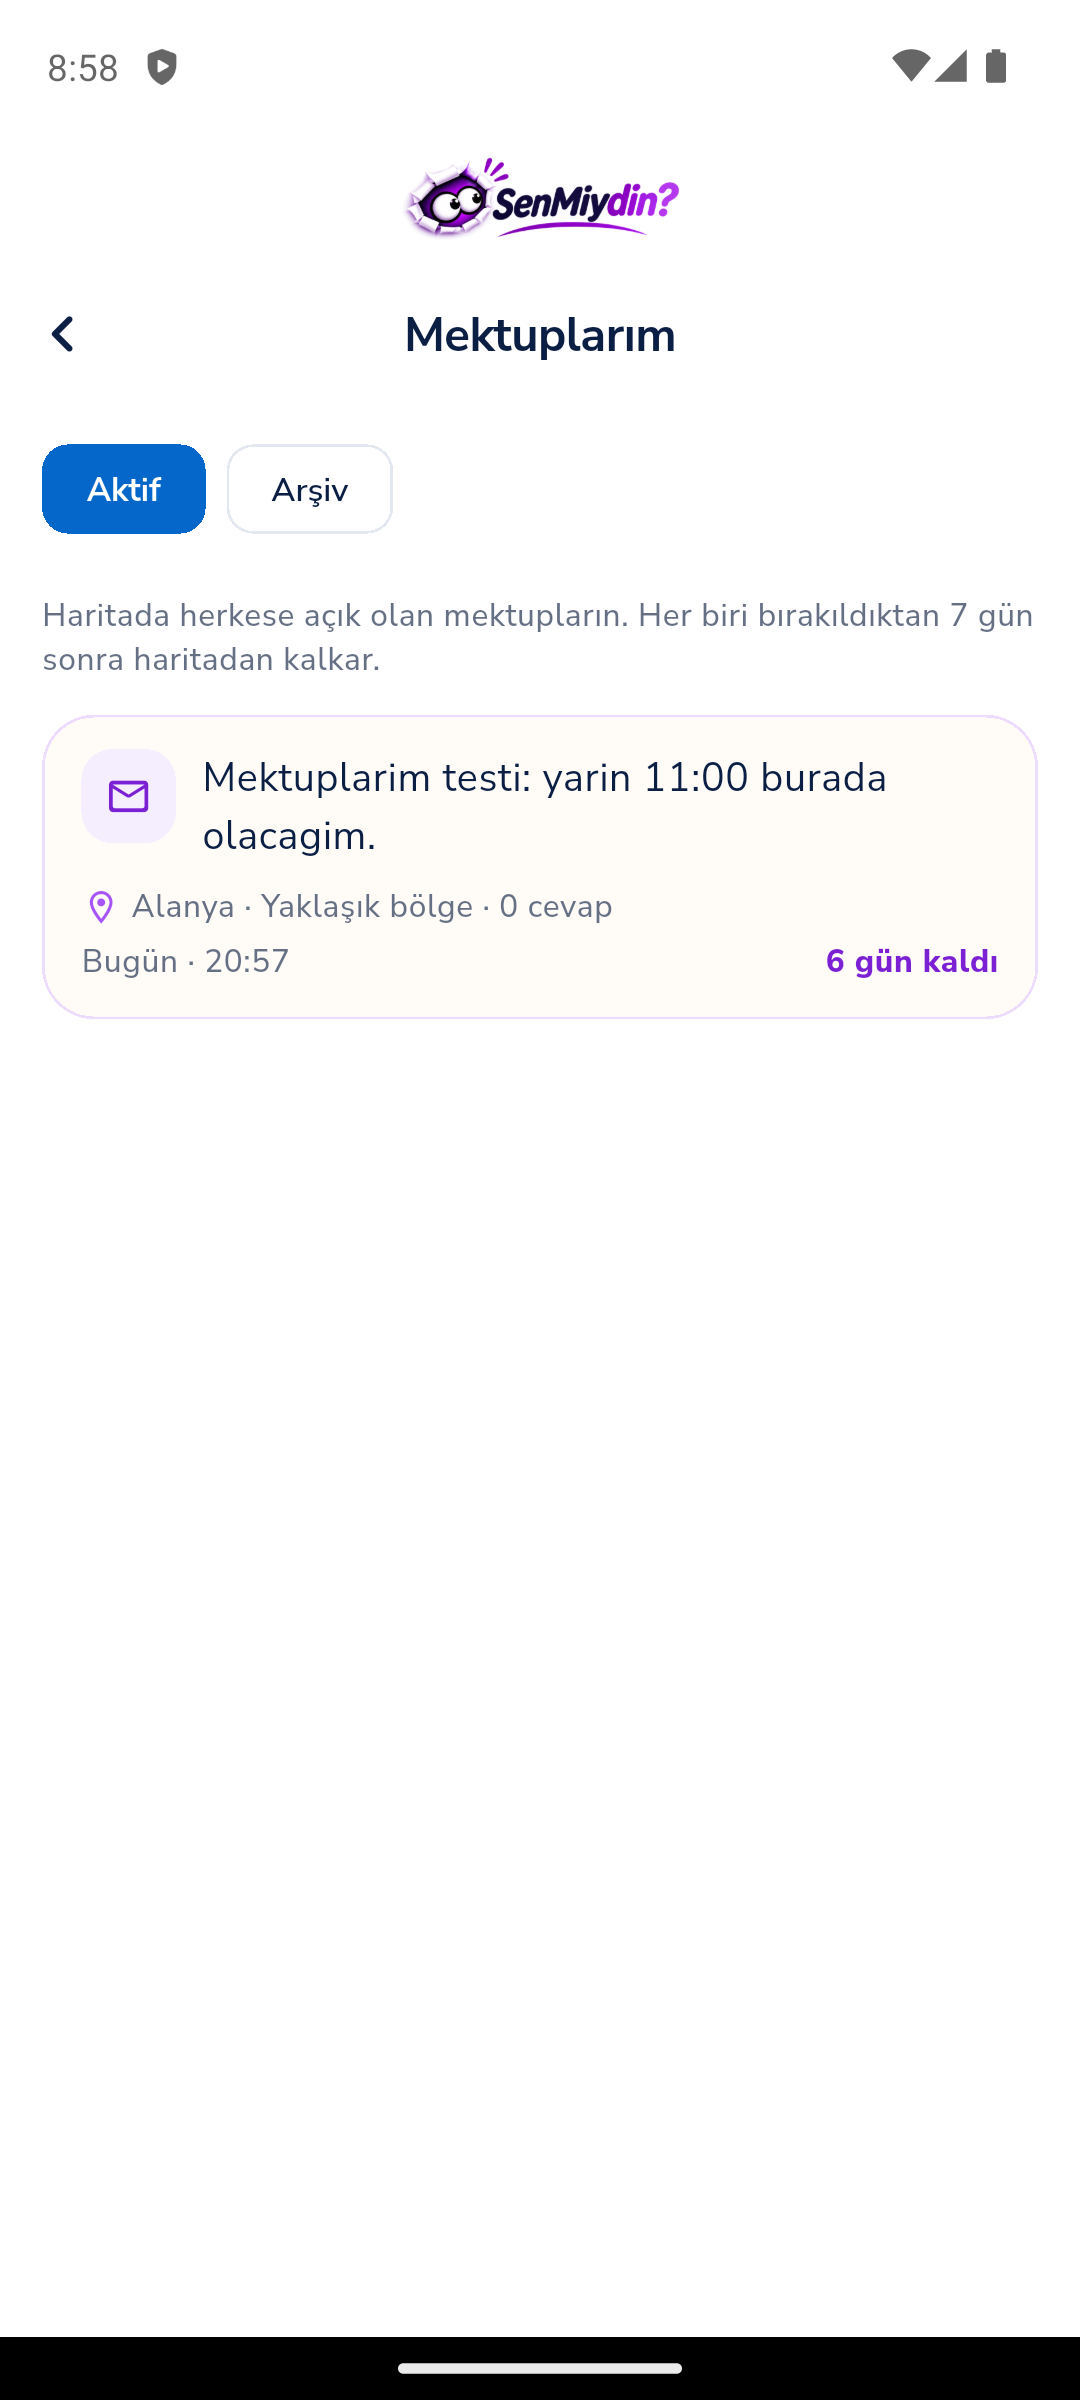 8:58
SenMiydin?
Mektuplarım
Aktif
Arşiv
Haritada herkese açık olan mektupların. Her biri bırakıldıktan 7 gün
sonra haritadan kalkar.
Mektuplarim testi: yarin 11:00 burada
olacagim.
Alanya · Yaklaşık bölge · 0 cevap
Bugün · 20:57
6 gün kaldı